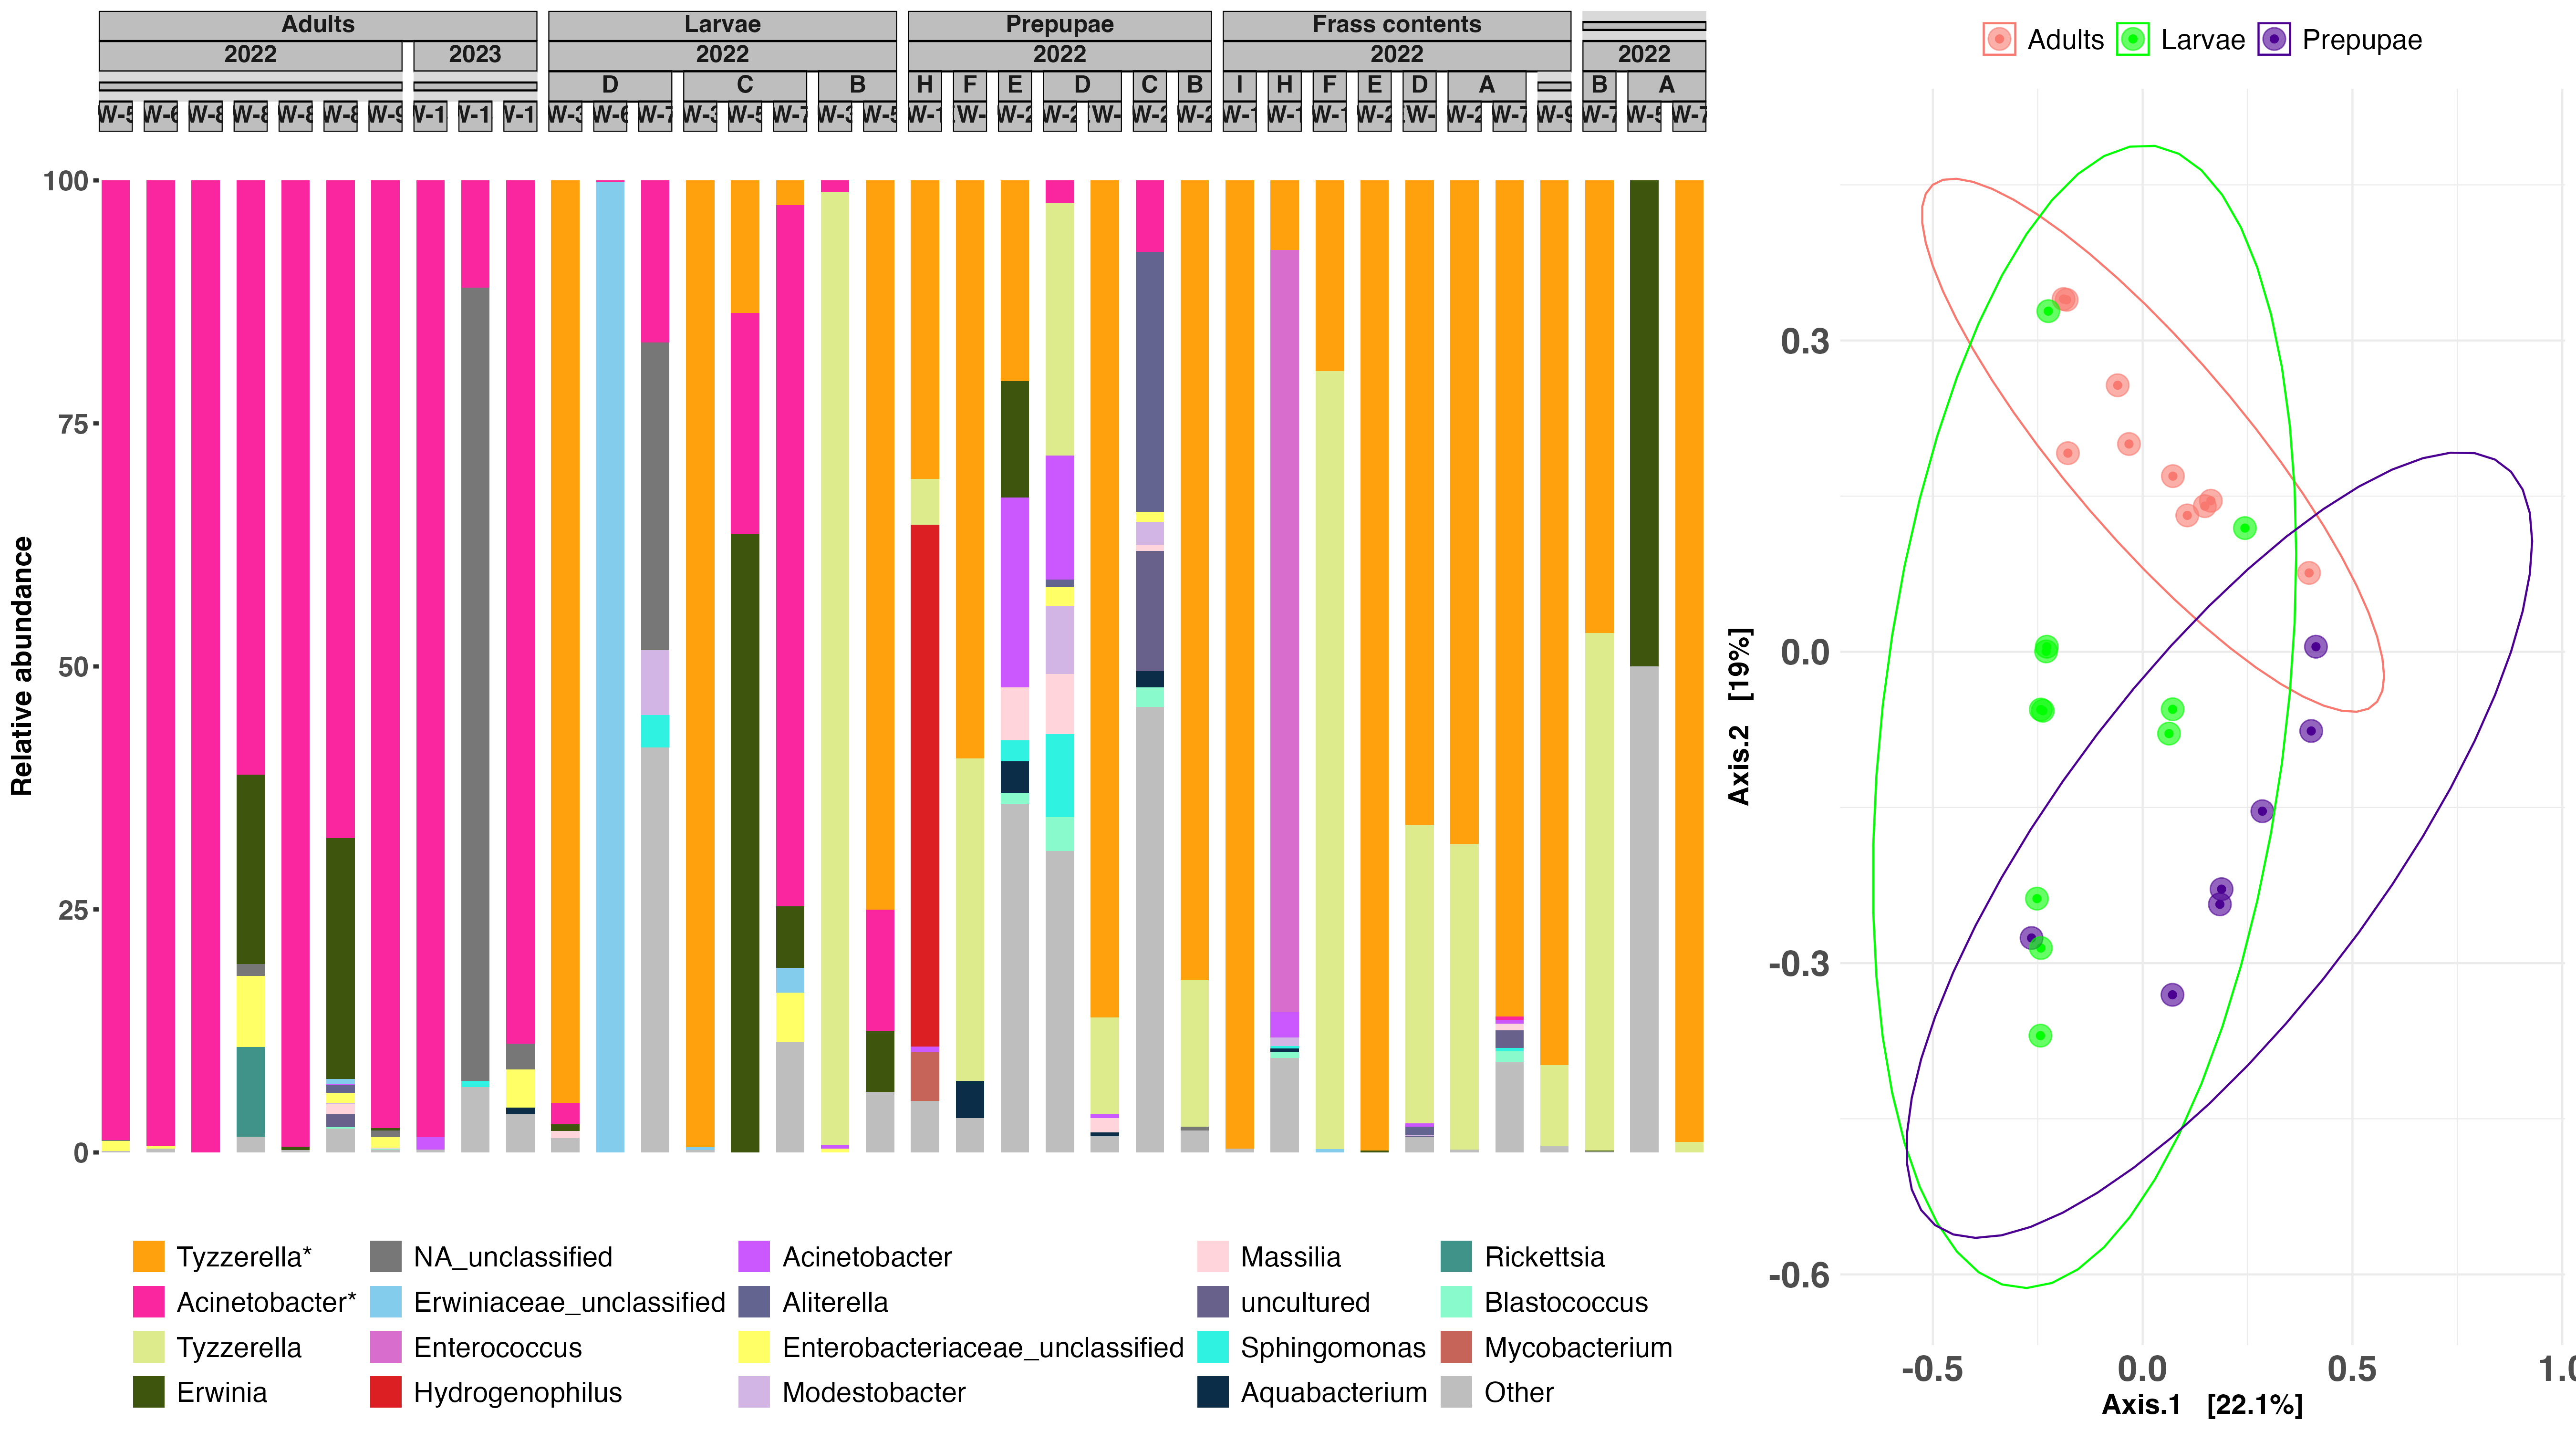 Adults Larvae Prepupae Frass contents
2022 2023 2022 2022 2022 2022
D C B H F E D C B I H F E D A B A
Adults Larvae Prepupae
100
75
50
25
0
Relative abundance
0.3
0.0
-0.3
-0.6
Axis.2 [19%]
-0.5 0.0 0.5
Axis.1 [22.1%]
Tyzzerella* NA_unclassified Acinetobacter Massilia Rickettsia
Acinetobacter* Erwiniaceae_unclassified Aliterella uncultured Blastococcus
Tyzzerella Enterococcus Enterobacteriaceae_unclassified Sphingomonas Mycobacterium
Erwinia Hydrogenophilus Modestobacter Aquabacterium Other